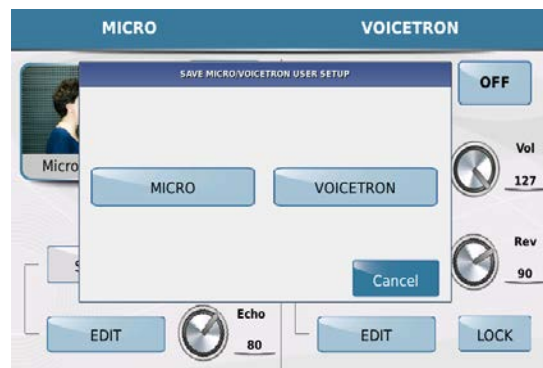 MICRO VOICETRON
SAVE MICRO/VOICETRON USER SETUP
OFF
Micro
Vol
127
MICRO VOICETRON
Rev
90
Cancel
Echo
80
EDIT
EDIT
LOCK